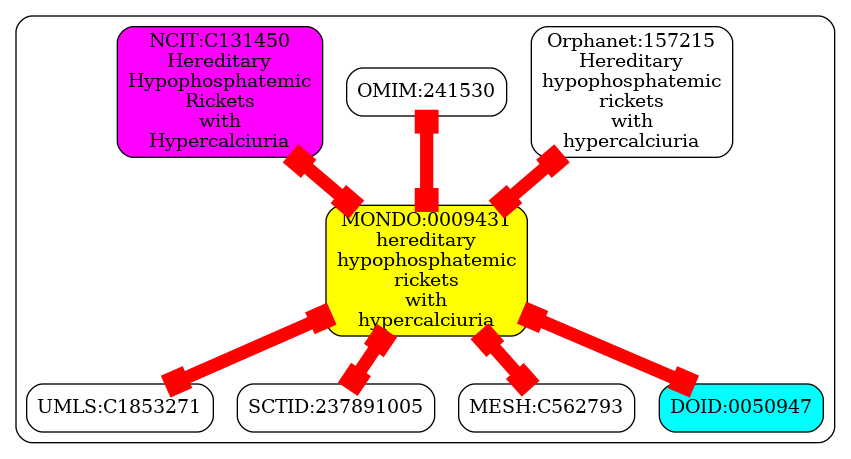 NCIT:C131450
Hereditary
Hypophosphatemic
Rickets
with
Hypercalciuria
OMIM:241530
Orphanet:157215
Hereditary
hypophosphatemic
rickets
with
hypercalciuria
MONDO:0009431
hereditary
hypophosphatemic
rickets
with
hypercalciuria
UMLS:C1853271
SCTID:237891005
MESH:C562793
DOID:0050947